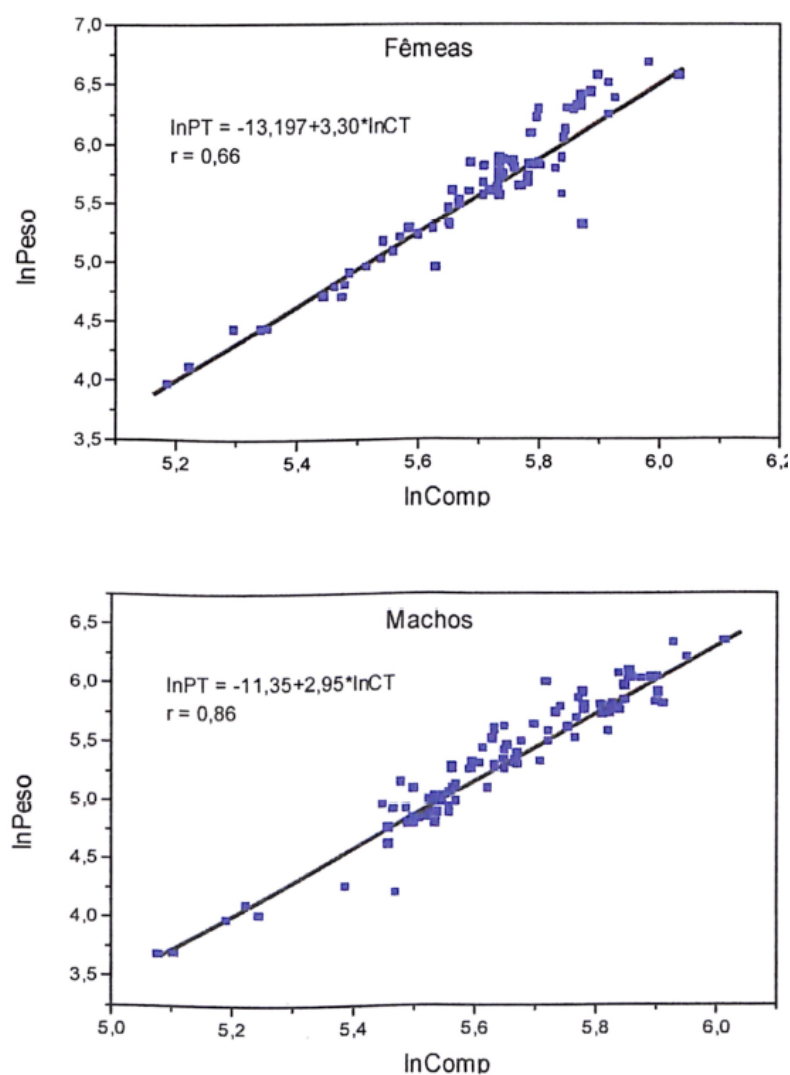 Fêmeas
lnPT = -13,197+3,30*lnCT
r = 0,66
7,0
6,5
6,0
5,5
5,0
4,5
4,0
3,5
lnPeso
5,2 5,4 5,6 5,8 6,0 6,2
lnComp
Machos
lnPT = -11,35+2,95*lnCT
r = 0,86
6,5
6,0
5,5
5,0
4,5
4,0
3,5
lnPeso
5,0 5,2 5,4 5,6 5,8 6,0
lnComp